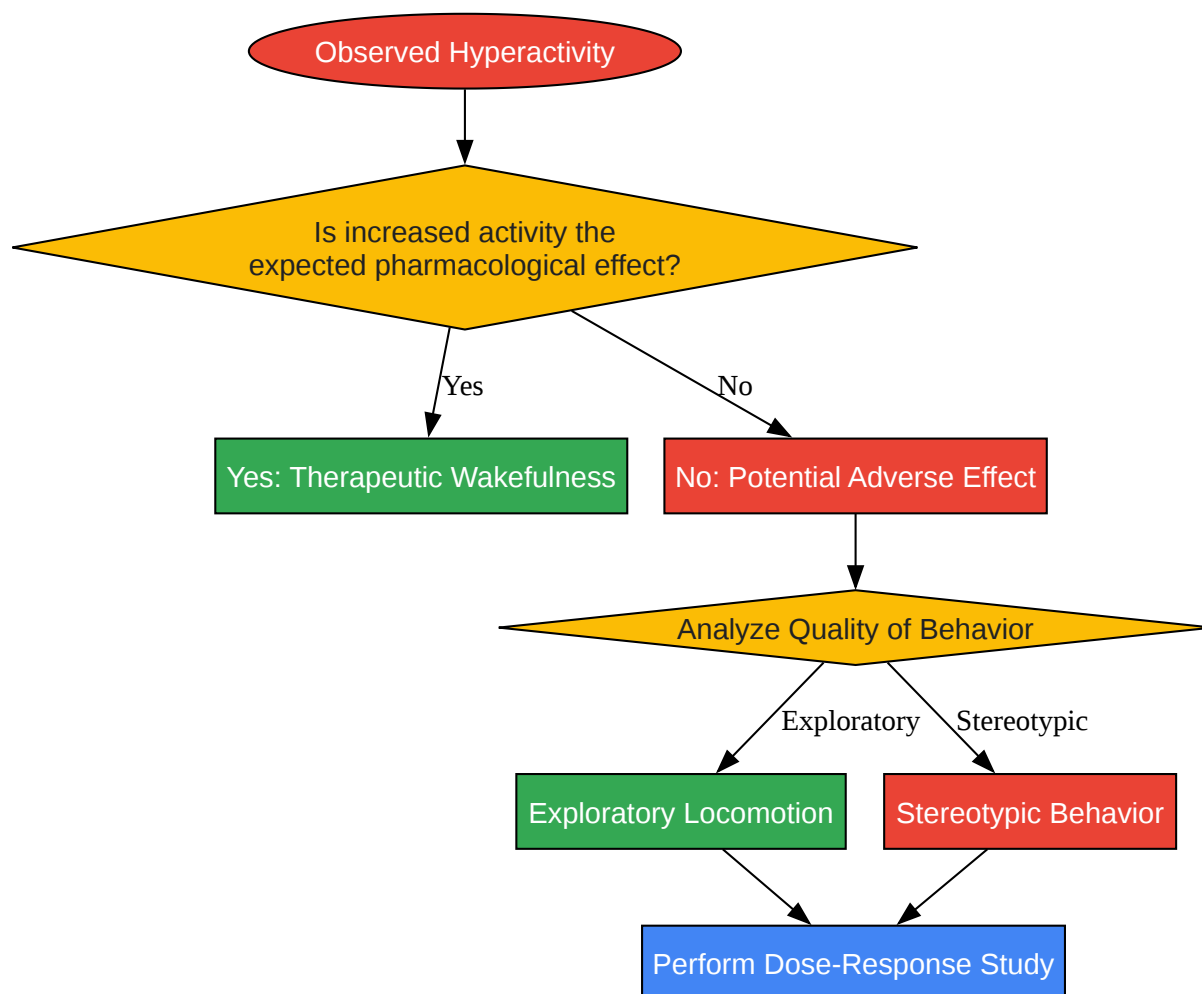 Observed Hyperactivity
Is increased activity the
expected pharmacological effect?
Yes
No
Yes: Therapeutic Wakefulness
No: Potential Adverse Effect
Analyze Quality of Behavior
Exploratory
Stereotypic
Exploratory Locomotion
Stereotypic Behavior
Perform Dose-Response Study